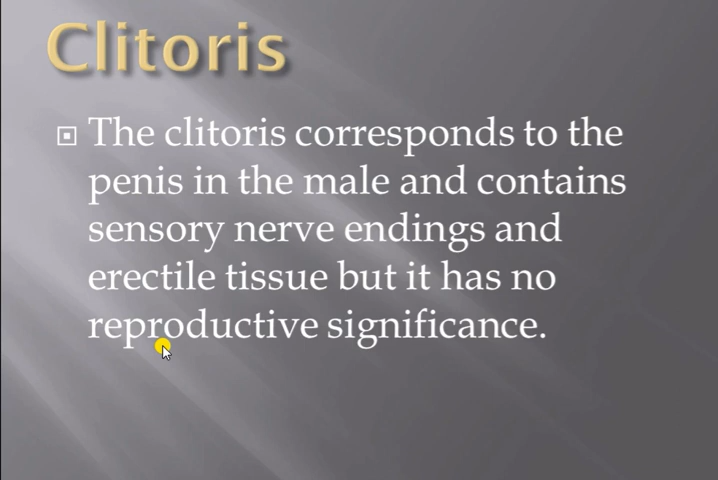 Clitoris
The clitoris corresponds to the
penis in the male and contains
sensory nerve endings and
erectile tissue but it has no
reproductive significance.